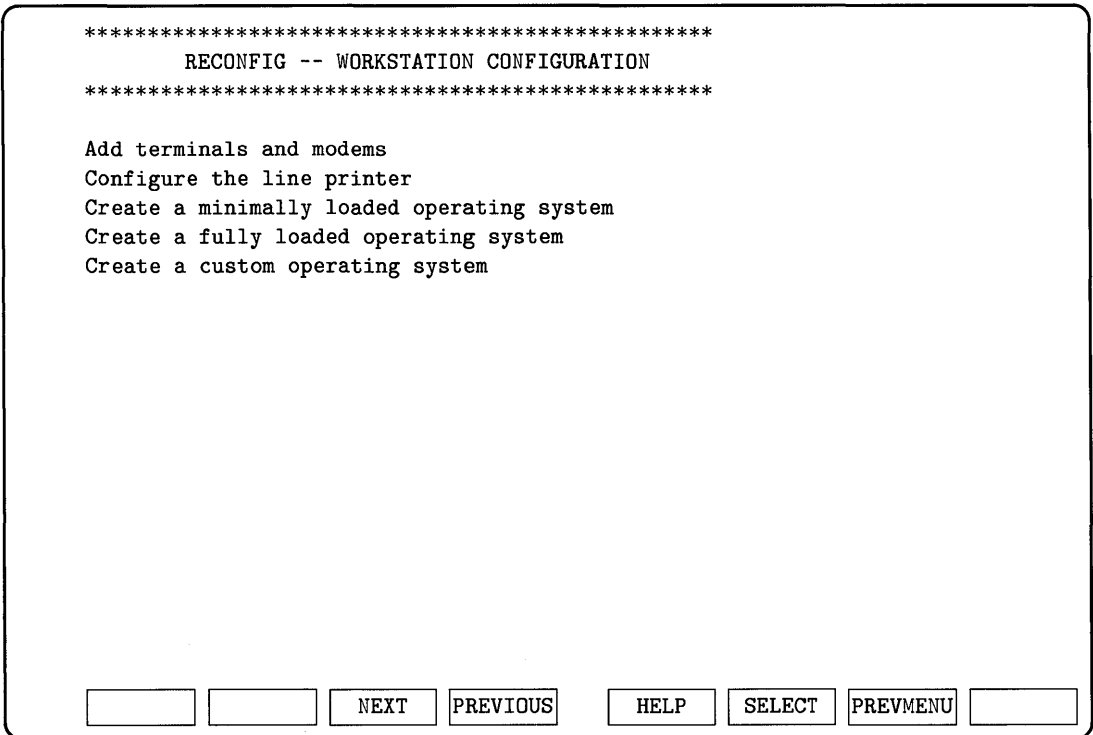 **************************************************
RECONFIG -- WORKSTATION CONFIGURATION
**************************************************
Add terminals and modems
Configure the line printer
Create a minimally loaded operating system
Create a fully loaded operating system
Create a custom operating system
NEXT PREVIOUS HELP SELECT PREVMENU